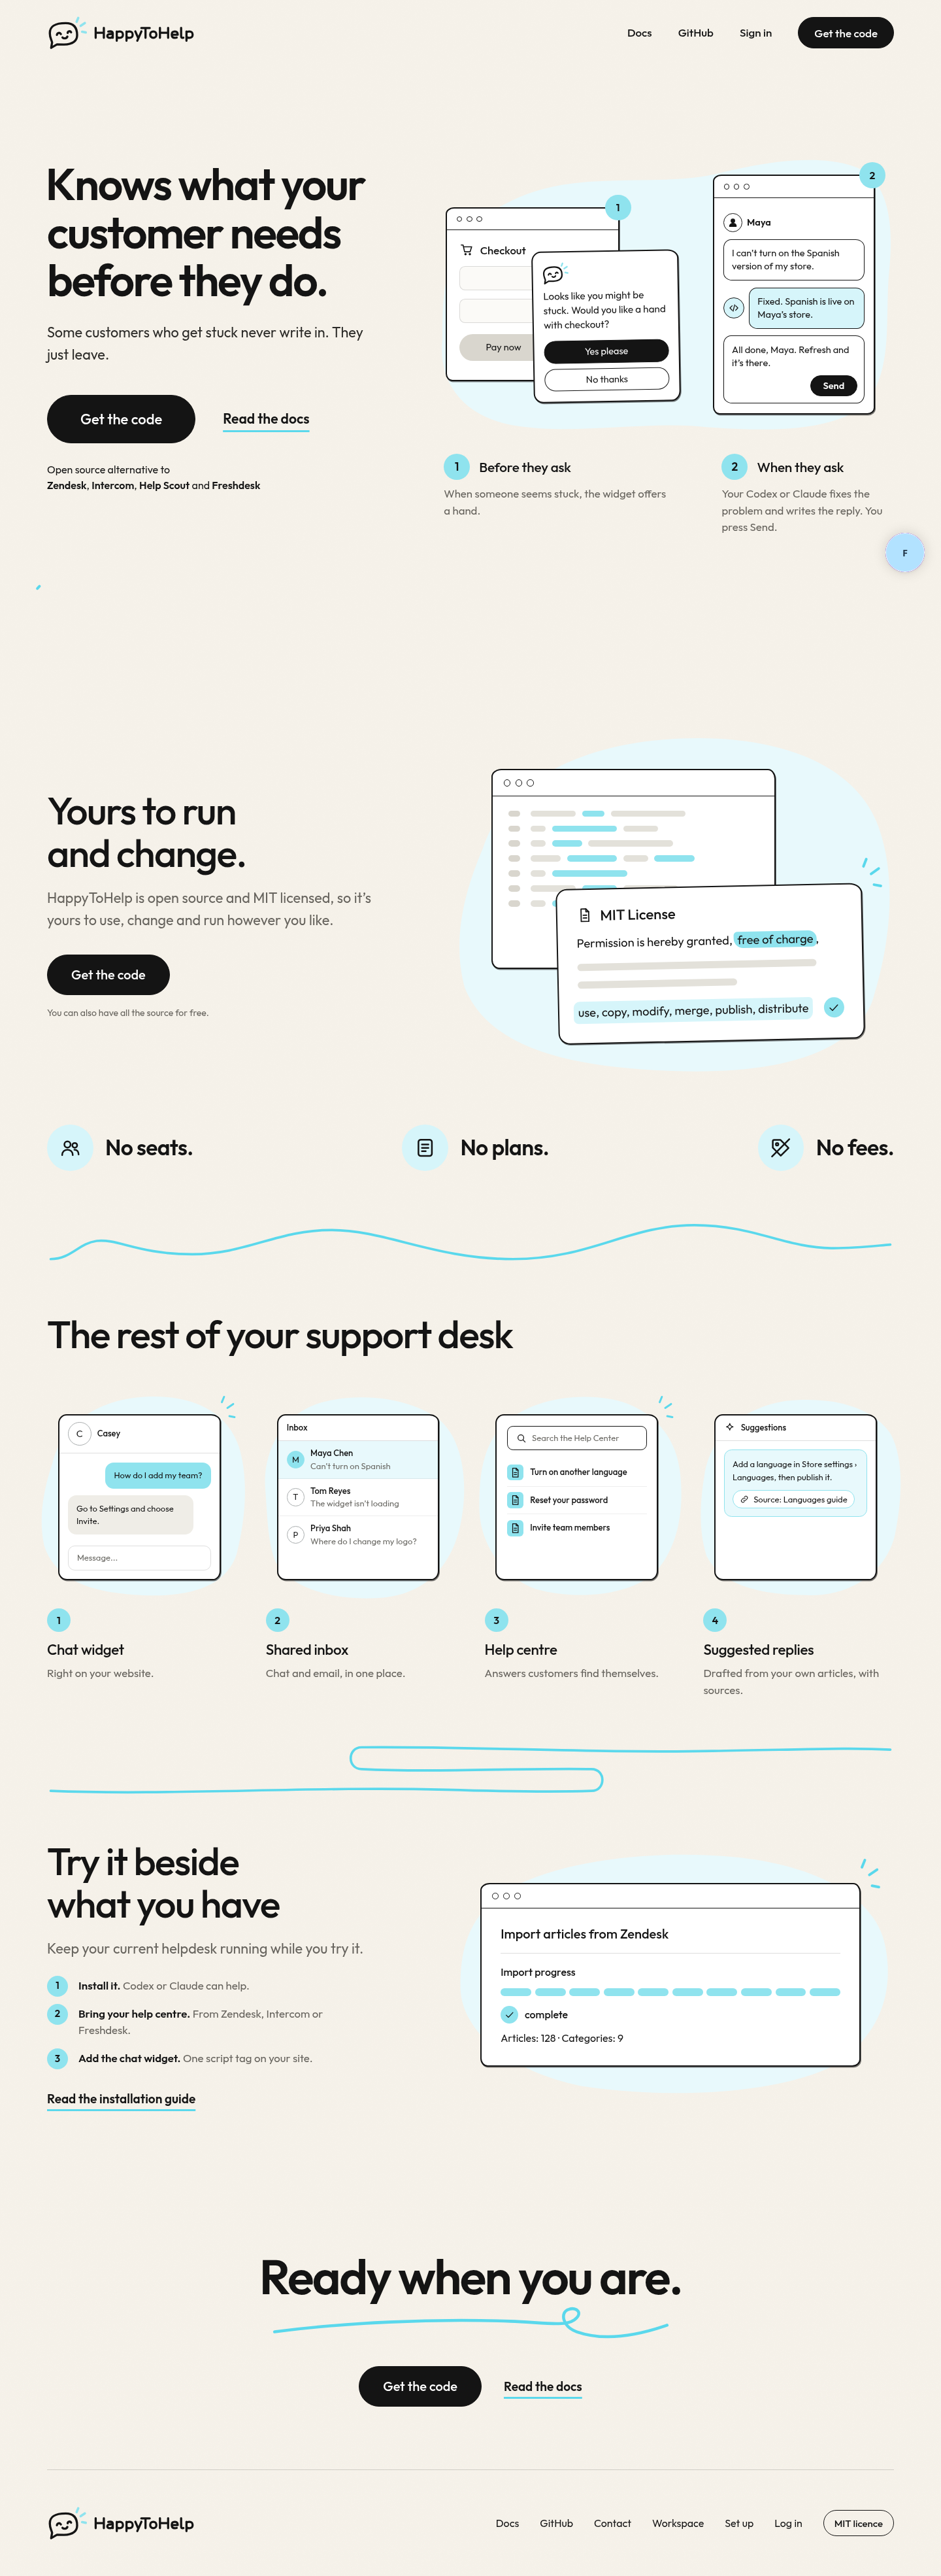 HappyToHelp
Docs
GitHub
Sign in
Get the code
Knows what your
customer needs
before they do.
Some customers who get stuck never write in. They
just leave.
Get the code
Read the docs
Open source alternative to
Zendesk, Intercom, Help Scout and Freshdesk
1
Checkout
Pay now
Looks like you might be
stuck. Would you like a hand
with checkout?
Yes please
No thanks
2
Maya
I can't turn on the Spanish
version of my store.
Fixed. Spanish is live on
Maya's store.
All done, Maya. Refresh and
it's there.
Send
1
Before they ask
When someone seems stuck, the widget offers
a hand.
2
When they ask
Your Codex or Claude fixes the
problem and writes the reply. You
press Send.
F
Yours to run
and change.
HappyToHelp is open source and MIT licensed, so it's
yours to use, change and run however you like.
Get the code
You can also have all the source for free.
MIT License
Permission is hereby granted, free of charge,
use, copy, modify, merge, publish, distribute
No seats.
No plans.
No fees.
The rest of your support desk
C
Casey
How do I add my team?
Go to Settings and choose
Invite.
Message...
1
Chat widget
Right on your website.
Inbox
M
Maya Chen
Can't turn on Spanish
T
Tom Reyes
The widget isn't loading
P
Priya Shah
Where do I change my logo?
2
Shared inbox
Chat and email, in one place.
Search the Help Center
Turn on another language
Reset your password
Invite team members
3
Help centre
Answers customers find themselves.
Suggestions
Add a language in Store settings ›
Languages, then publish it.
Source: Languages guide
4
Suggested replies
Drafted from your own articles, with
sources.
Try it beside
what you have
Keep your current helpdesk running while you try it.
1 Install it. Codex or Claude can help.
2 Bring your help centre. From Zendesk, Intercom or
Freshdesk.
3 Add the chat widget. One script tag on your site.
Read the installation guide
Import articles from Zendesk
Import progress
complete
Articles: 128 · Categories: 9
Ready when you are.
Get the code
Read the docs
HappyToHelp
Docs
GitHub
Contact
Workspace
Set up
Log in
MIT licence